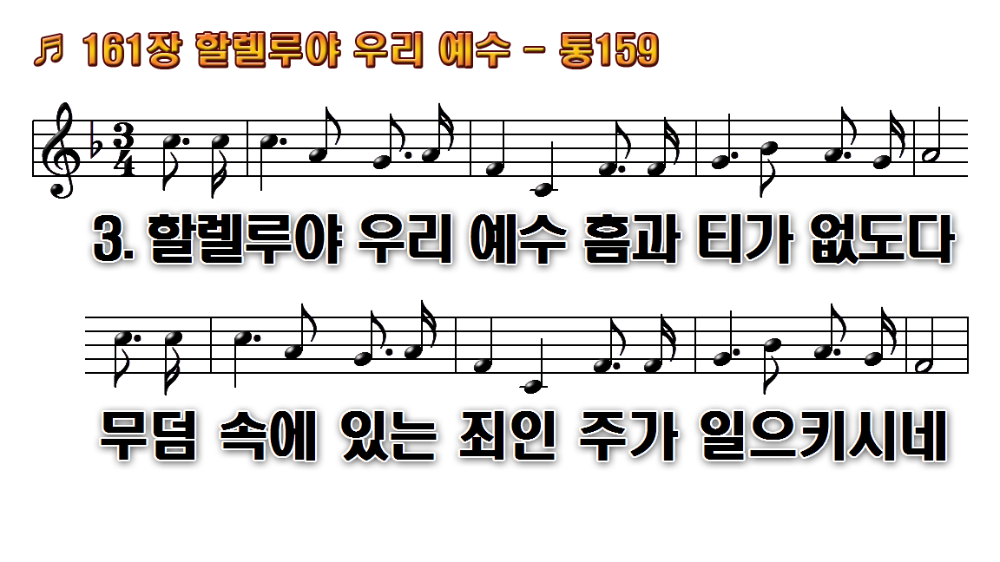 ♬ 161장 할렐루야 우리 예수 - 통159
3
4
3. 할렐루야 우리 예수 흠과 티가 없도다
무덤 속에 있는 죄인 주가 일으키시네